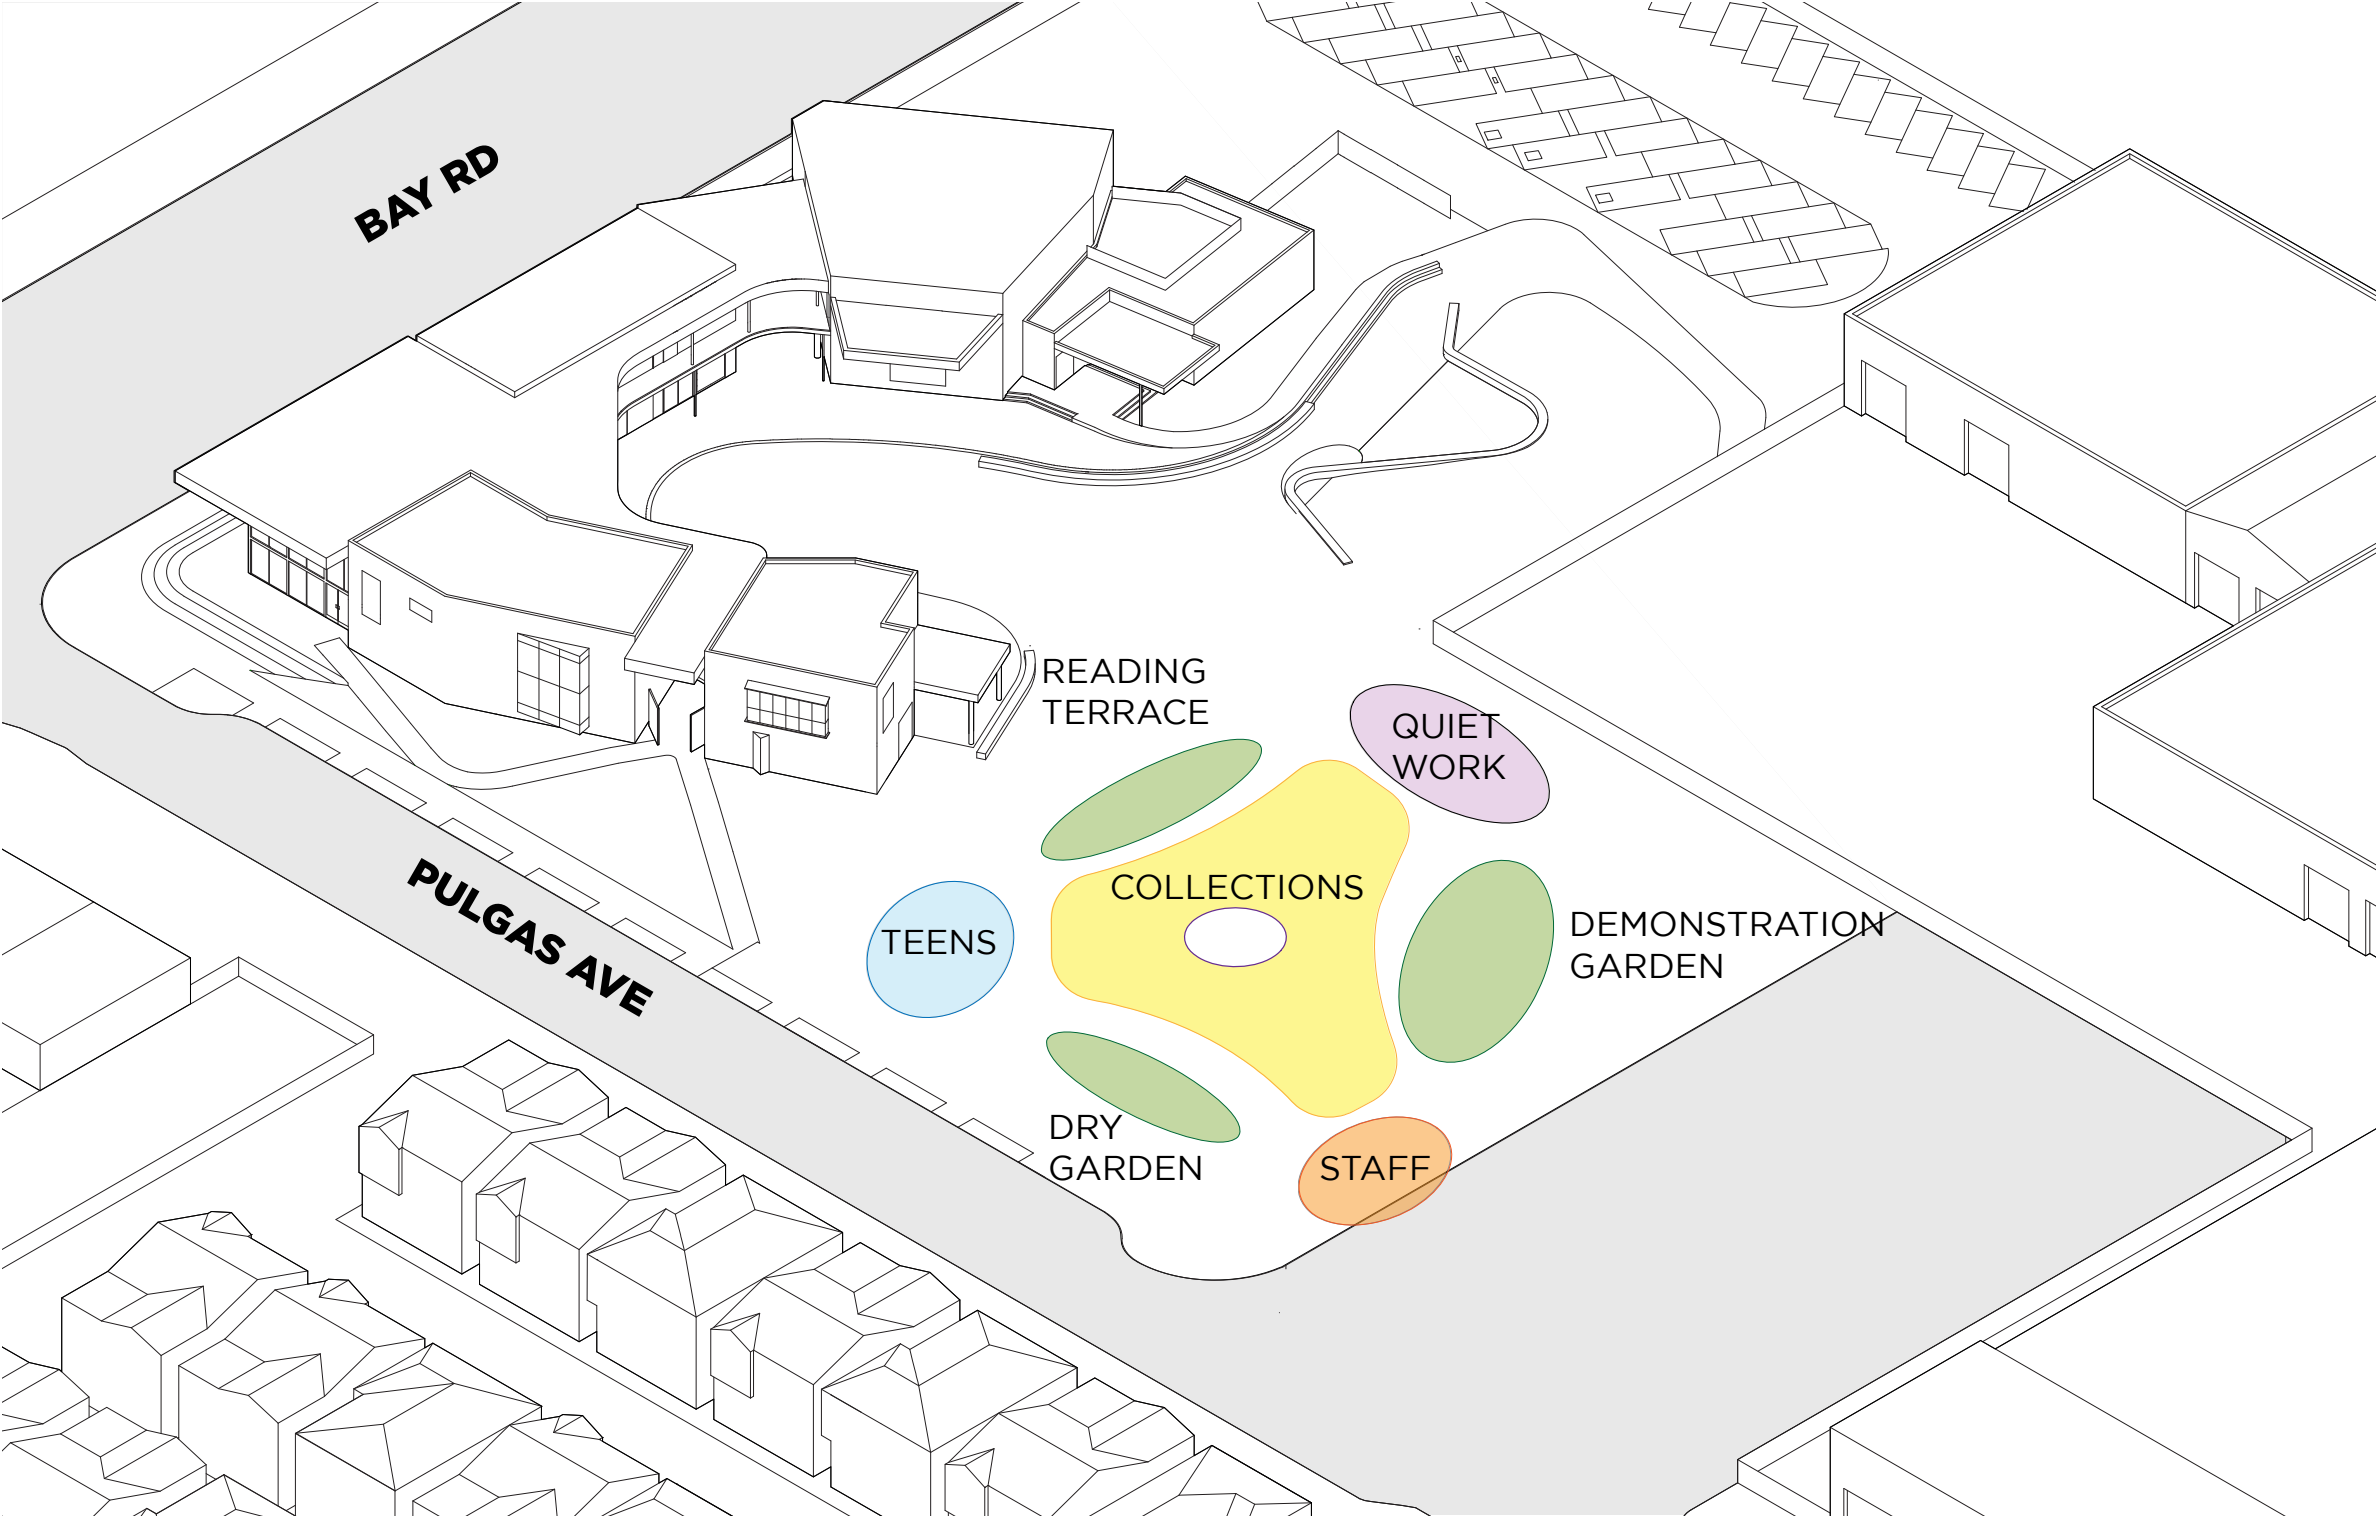 BAY RD
READING
TERRACE
QUIET
WORK
COLLECTIONS
TEENS
DEMONSTRATION
GARDEN
PULGAS AVE
DRY
GARDEN
STAFF